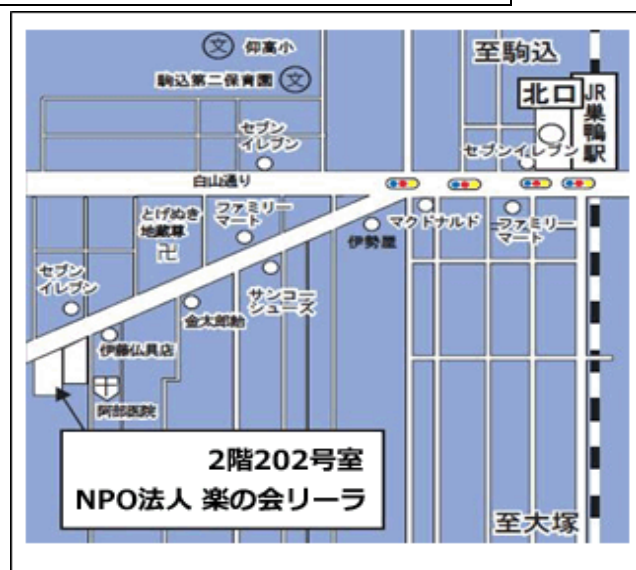 文 仰高小
駒込第二保育園 文
至駒込
北口
JR巣鴨駅
セブン
イレブン
セブンイレブン
白山通り
とげぬき
地蔵尊
卍
ファミリー
マート
伊勢屋
マクドナルド
ファミリー
マート
セブン
イレブン
サンコー
シューズ
金太郎飴
伊藤仏具店
阿部医院
2階202号室
NPO法人 楽の会リーラ
至大塚